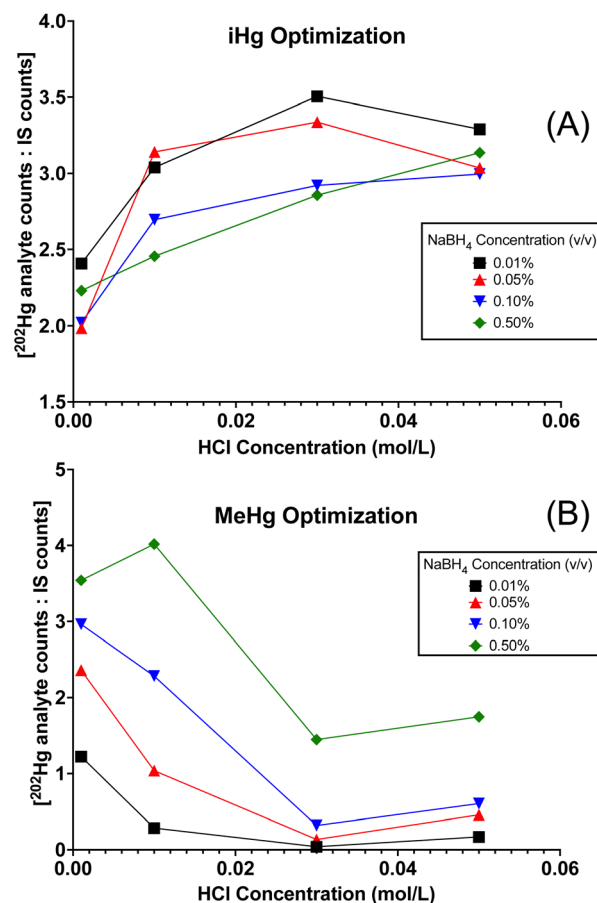 iHg Optimization
(A)
[²⁰²Hg analyte counts : IS counts]
4.0
3.5
3.0
2.5
2.0
1.5
NaBH₄ Concentration (v/v)
0.01%
0.05%
0.10%
0.50%
0.00
0.02
0.04
0.06
HCl Concentration (mol/L)
MeHg Optimization
(B)
[²⁰²Hg analyte counts : IS counts]
5
4
3
2
1
0
NaBH₄ Concentration (v/v)
0.01%
0.05%
0.10%
0.50%
0.00
0.02
0.04
0.06
HCl Concentration (mol/L)